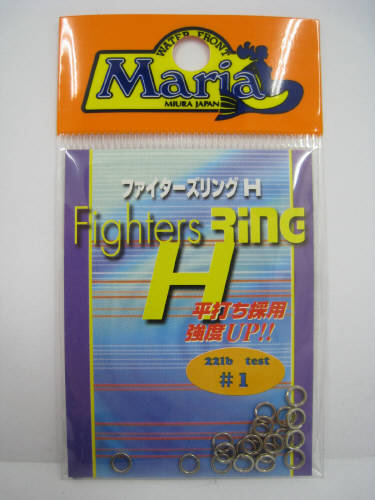 WATER FRONT
Maria
MIURA JAPAN
ファイターズリングH
Fighters RiNG
H
平打ち採用
強度UP!!
22lb test
#1